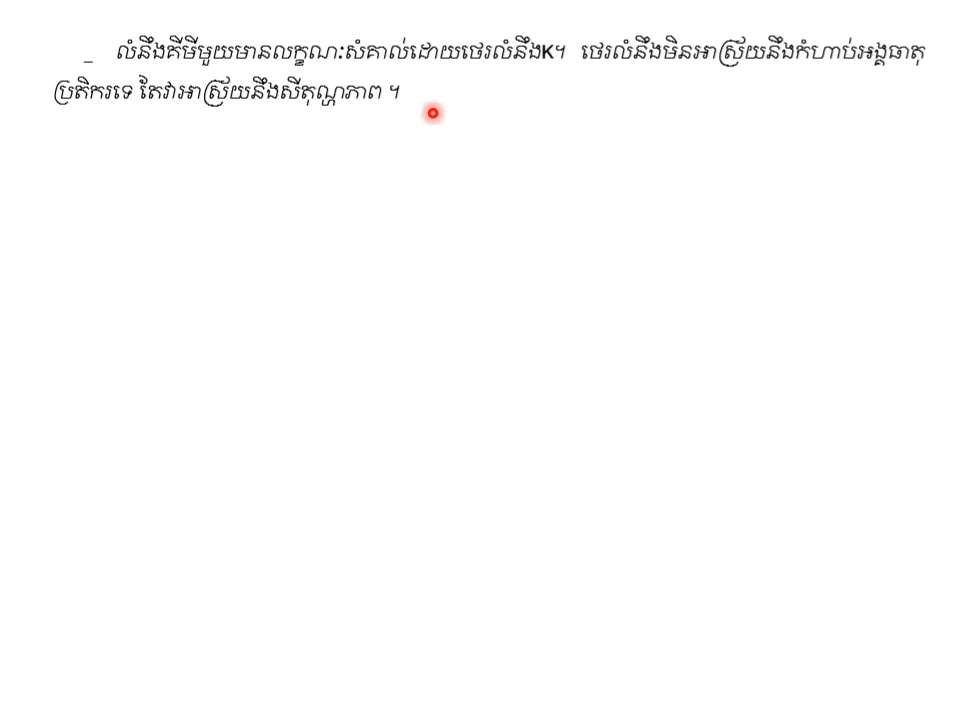 _ លំនឹងគីមីមួយមានលក្ខណៈសំគាល់ដោយថេរលំនឹងK។ ថេរលំនឹងមិនអាស្រ័យនឹងកំហាប់អង្គធាតុ
ប្រតិករទេ តែវាអាស្រ័យនឹងសីតុណ្ហភាព ។